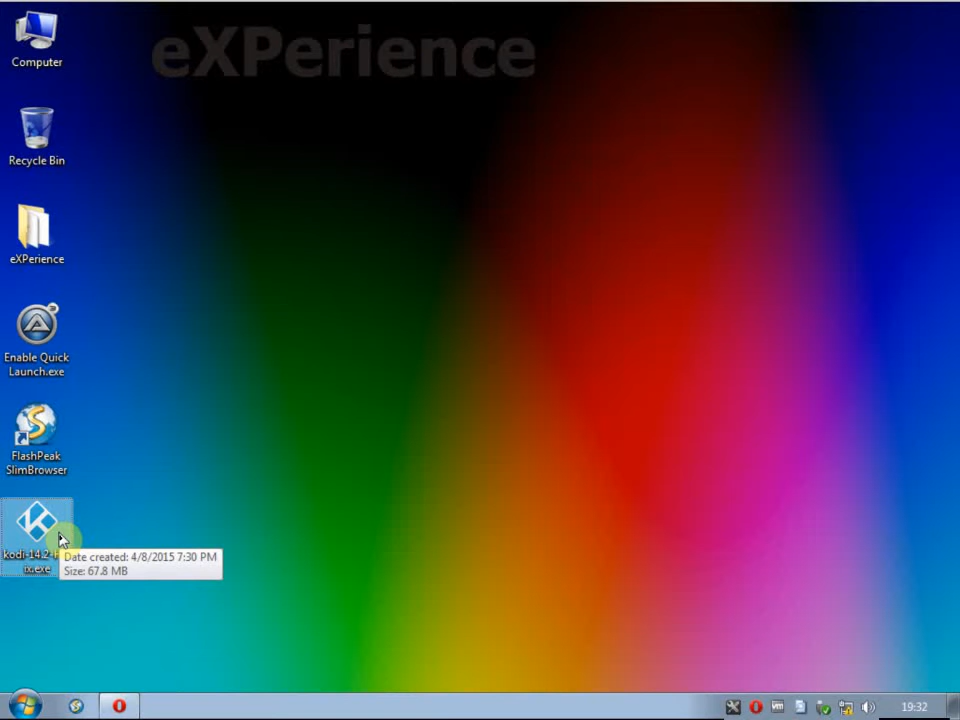 eXPerience
Computer
Recycle Bin
eXPerience
Enable Quick
Launch.exe
FlashPeak
SlimBrowser
kodi-14.2-
ix.exe
Date created: 4/8/2015 7:30 PM
Size: 67.8 MB
19:32